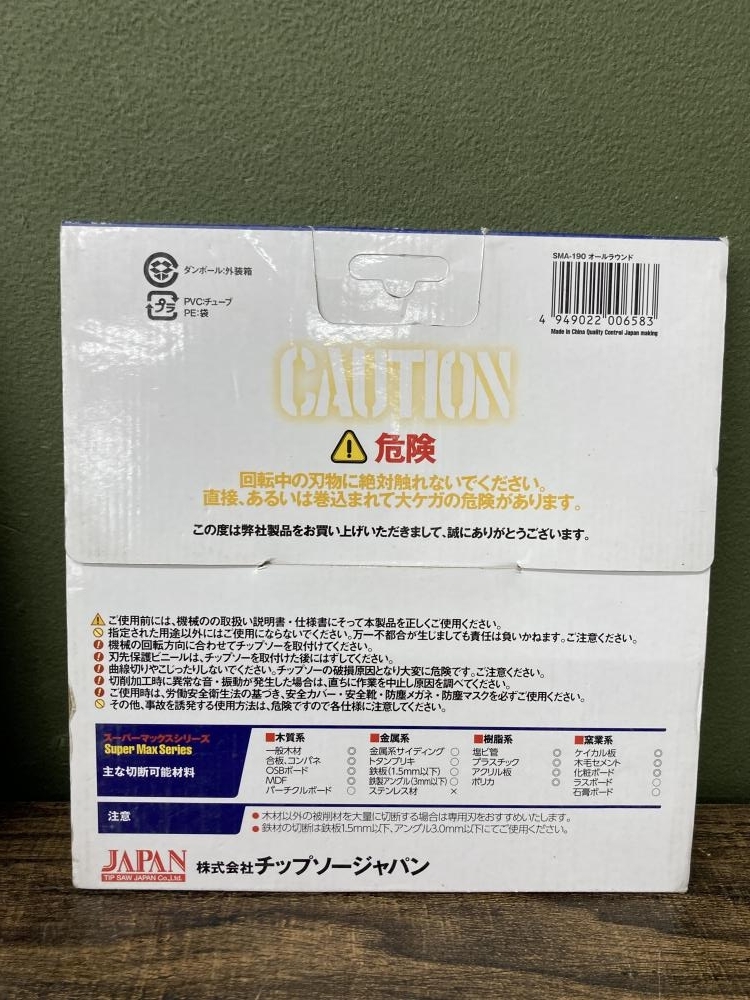 ダンボール:外装箱
プラ
PVC:チューブ
PE:袋
SMA-190 オールラウンド
4 949022 006583
Made in China Quality Control Japan making
CAUTION
危険
回転中の刃物に絶対触れないでください。
直接、あるいは巻込まれて大ケガの危険があります。
この度は弊社製品をお買い上げいただきまして、誠にありがとうございます。
ご使用前には、機械のの取扱い説明書・仕様書にそって本製品を正しくご使用ください。
指定された用途以外にはご使用にならないでください。万一不都合が生じましても責任は負いかねます。ご注意ください。
機械の回転方向に合わせてチップソーを取付けてください。
刃先保護ビニールは、チップソーを取付けた後にはずしてください。
曲線切りやこじったりしないでください。チップソーの破損原因となり大変に危険です。ご注意ください。
切削加工時に異常な音・振動が発生した場合は、直ちに作業を中止し原因を調べてください。
ご使用時は、労働安全衛生法の基づき、安全カバー・安全靴・防塵メガネ・防塵マスクを必ずご使用ください。
その他、事故を誘発する使用方法は、危険ですので各仕様に注意してください。
スーパーマックスシリーズ
Super Max Series
主な切断可能材料
■木質系
一般木材 ◎
合板、コンパネ ◎
OSBボード ◎
MDF ◎
パーチクルボード ○
■金属系
金属系サイディング ○
トタンブリキ ○
鉄板(1.5mm以下) ○
鉄製アングル(3mm以下) ○
ステンレス材 ×
■樹脂系
塩ビ管 ◎
プラスチック ◎
アクリル板 ◎
ポリカ ◎
■窯業系
ケイカル板 ◎
木毛セメント ○
化粧ボード ◎
ラスボード ○
石膏ボード ○
注意
●木材以外の被削材を大量に切断する場合は専用刃をおすすめいたします。
●鉄材の切断は鉄板1.5mm以下、アングル3.0mm以下にてご使用ください。
JAPAN
TIP SAW JAPAN Co.,Ltd.
株式会社チップソージャパン